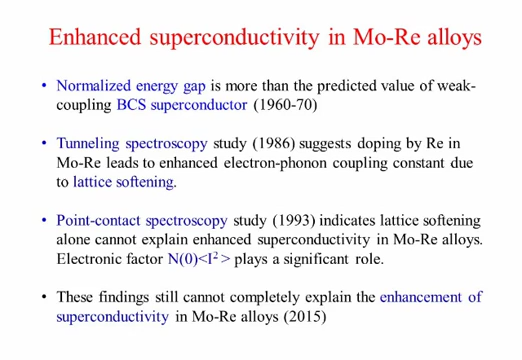 Enhanced superconductivity in Mo-Re alloys
• Normalized energy gap is more than the predicted value of weak-
coupling BCS superconductor (1960-70)
• Tunneling spectroscopy study (1986) suggests doping by Re in
Mo-Re leads to enhanced electron-phonon coupling constant due
to lattice softening.
• Point-contact spectroscopy study (1993) indicates lattice softening
alone cannot explain enhanced superconductivity in Mo-Re alloys.
Electronic factor N(0)<I² > plays a significant role.
• These findings still cannot completely explain the enhancement of
superconductivity in Mo-Re alloys (2015)